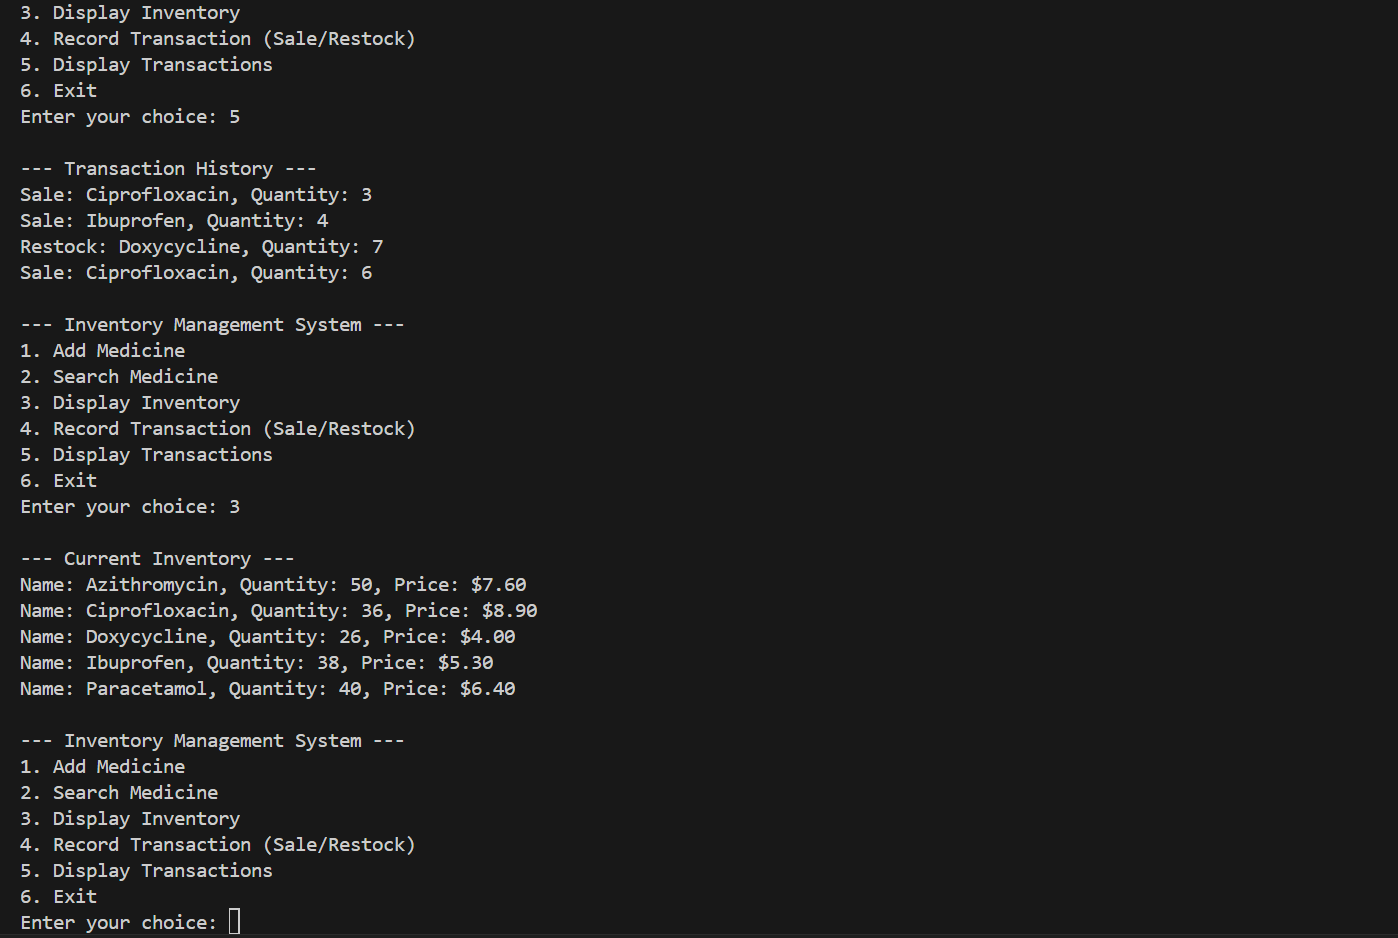 3. Display Inventory
4. Record Transaction (Sale/Restock)
5. Display Transactions
6. Exit
Enter your choice: 5
--- Transaction History ---
Sale: Ciprofloxacin, Quantity: 3
Sale: Ibuprofen, Quantity: 4
Restock: Doxycycline, Quantity: 7
Sale: Ciprofloxacin, Quantity: 6
--- Inventory Management System ---
1. Add Medicine
2. Search Medicine
3. Display Inventory
4. Record Transaction (Sale/Restock)
5. Display Transactions
6. Exit
Enter your choice: 3
--- Current Inventory ---
Name: Azithromycin, Quantity: 50, Price: $7.60
Name: Ciprofloxacin, Quantity: 36, Price: $8.90
Name: Doxycycline, Quantity: 26, Price: $4.00
Name: Ibuprofen, Quantity: 38, Price: $5.30
Name: Paracetamol, Quantity: 40, Price: $6.40
--- Inventory Management System ---
1. Add Medicine
2. Search Medicine
3. Display Inventory
4. Record Transaction (Sale/Restock)
5. Display Transactions
6. Exit
Enter your choice: